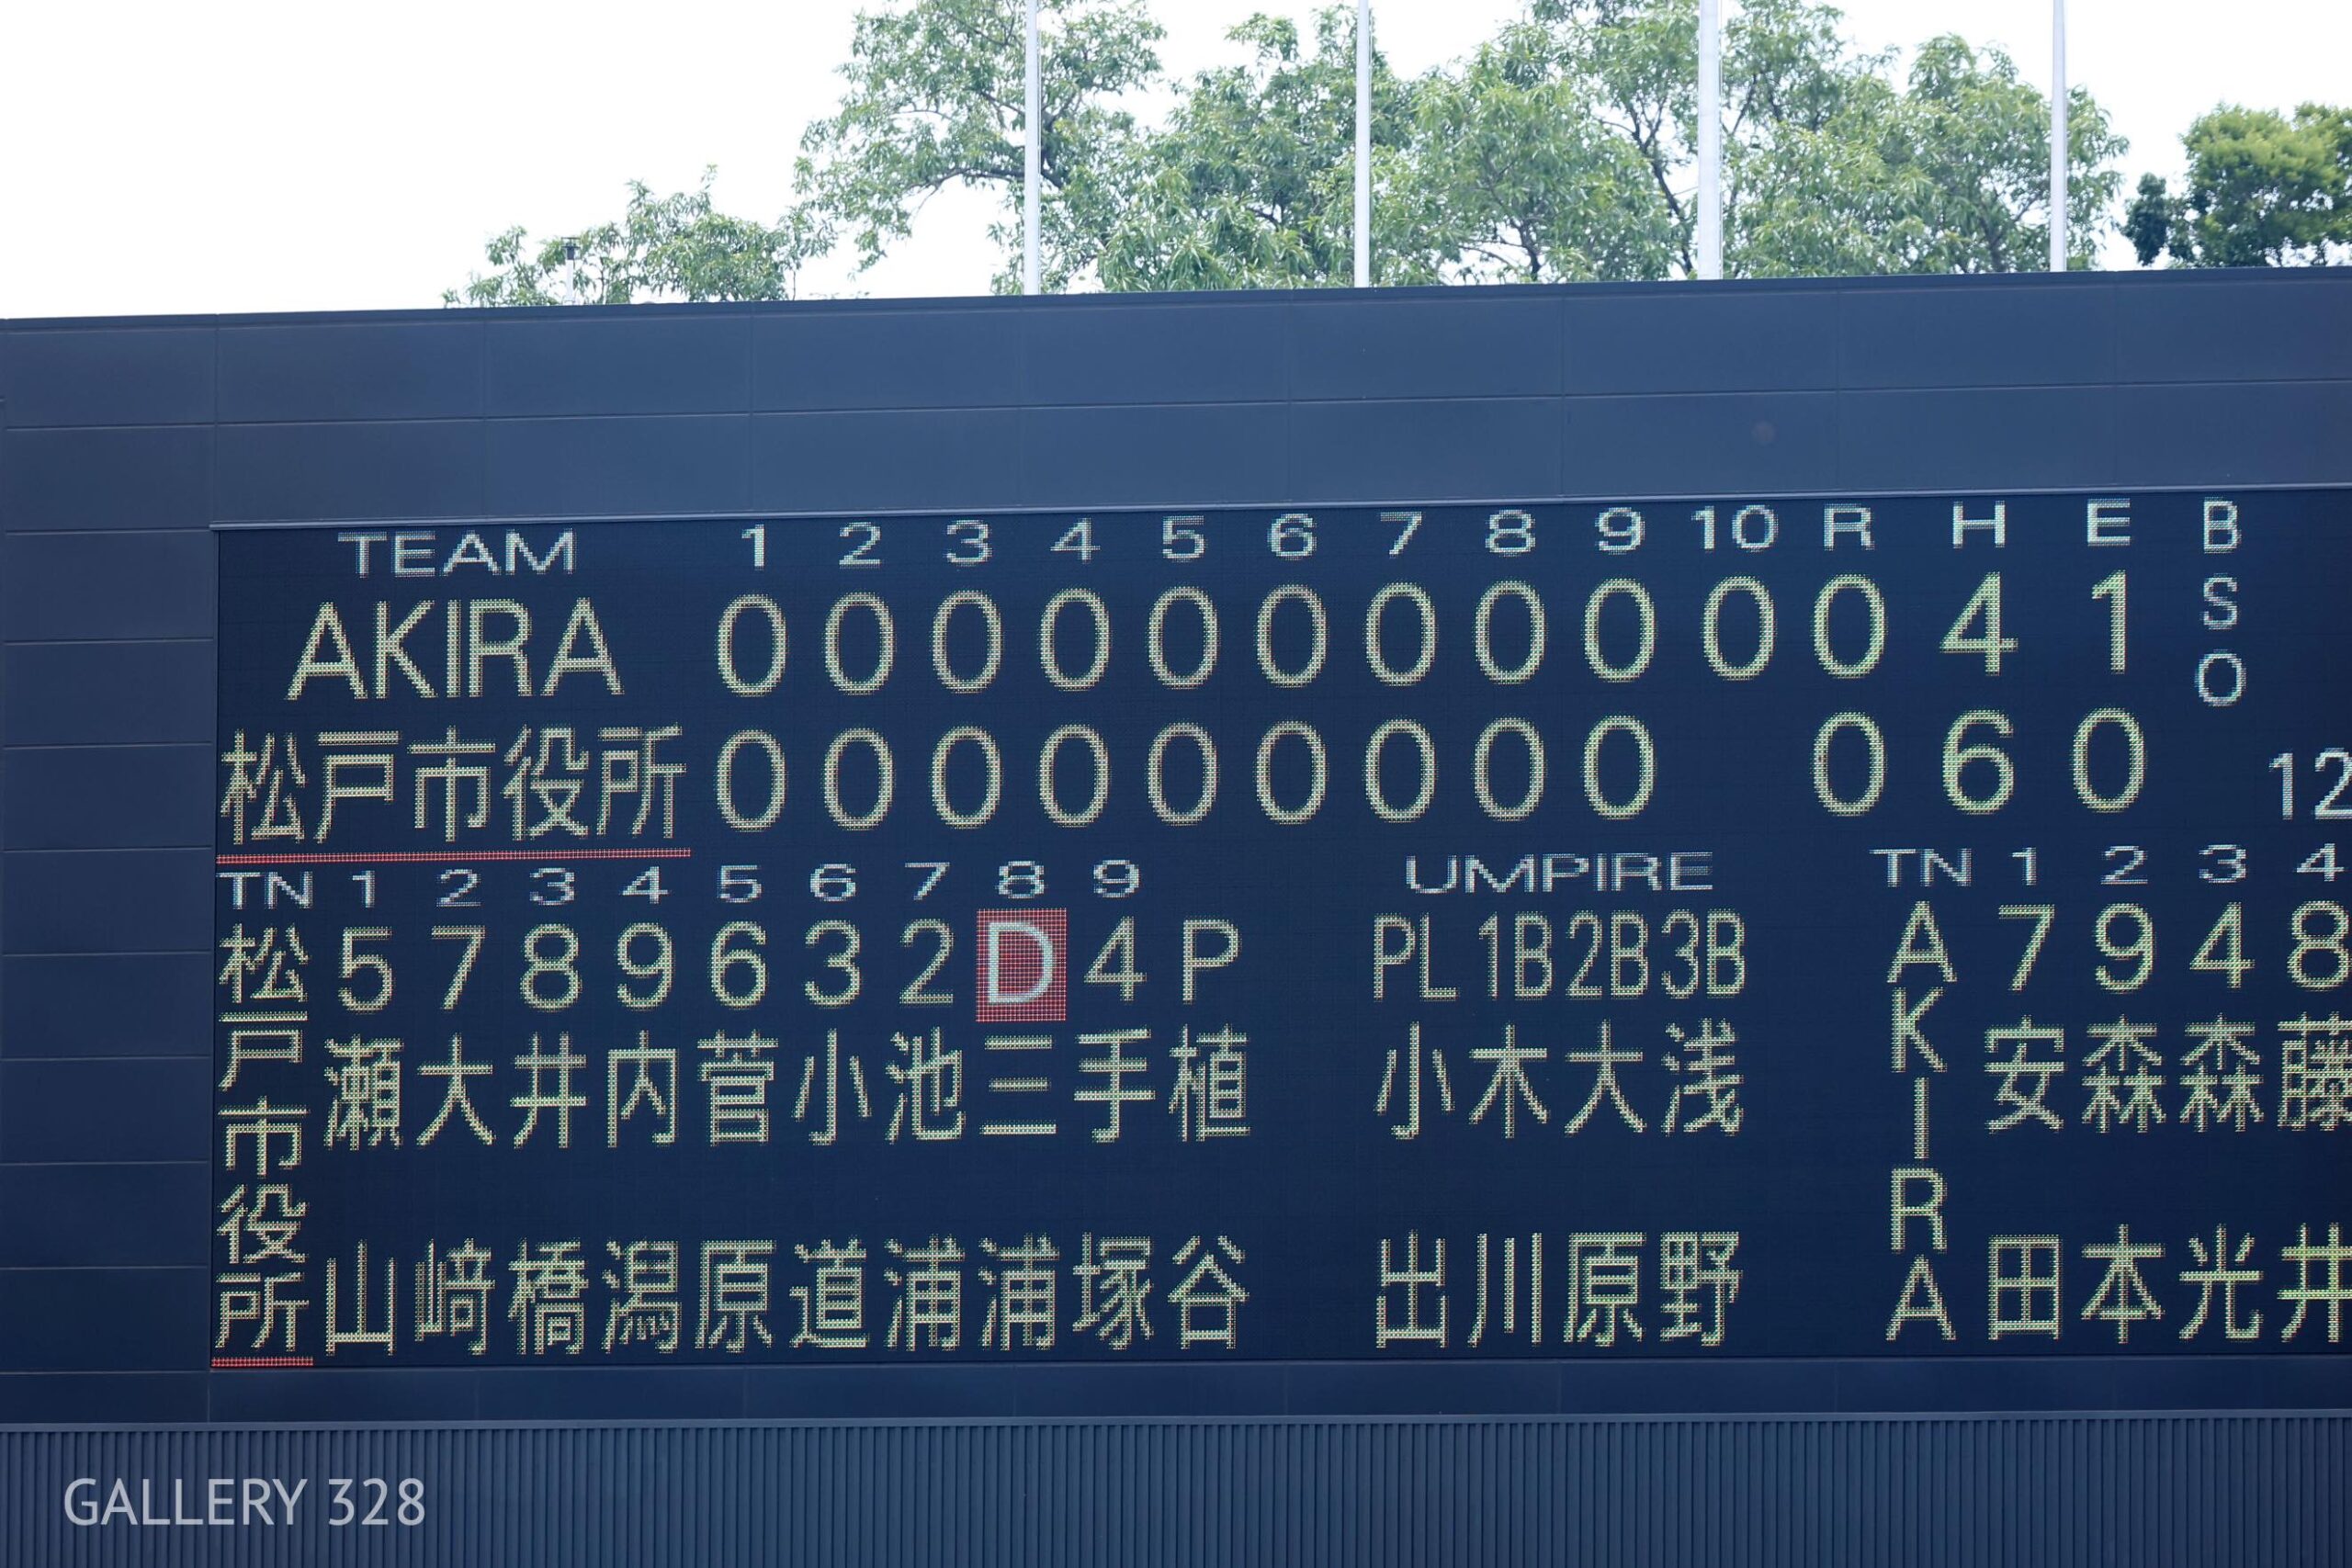 TEAM 1 2 3 4 5 6 7 8 9 10 R H E B
AKIRA 0 0 0 0 0 0 0 0 0 0 0 4 1 S
O
松戸市役所 0 0 0 0 0 0 0 0 0 0 6 0
12
TN 1 2 3 4 5 6 7 8 9 UMPIRE TN 1 2 3 4
松戸市役所 5 7 8 9 6 3 2 D 4 P PL 1B 2B 3B AKIRA 7 9 4 8
瀬 大 井 内 菅 小 池 三 手 植 小 木 大 浅 安 森 森 藤
山 﨑 橋 潟 原 道 浦 浦 塚 谷 出 川 原 野 田 本 光 井
GALLERY 328